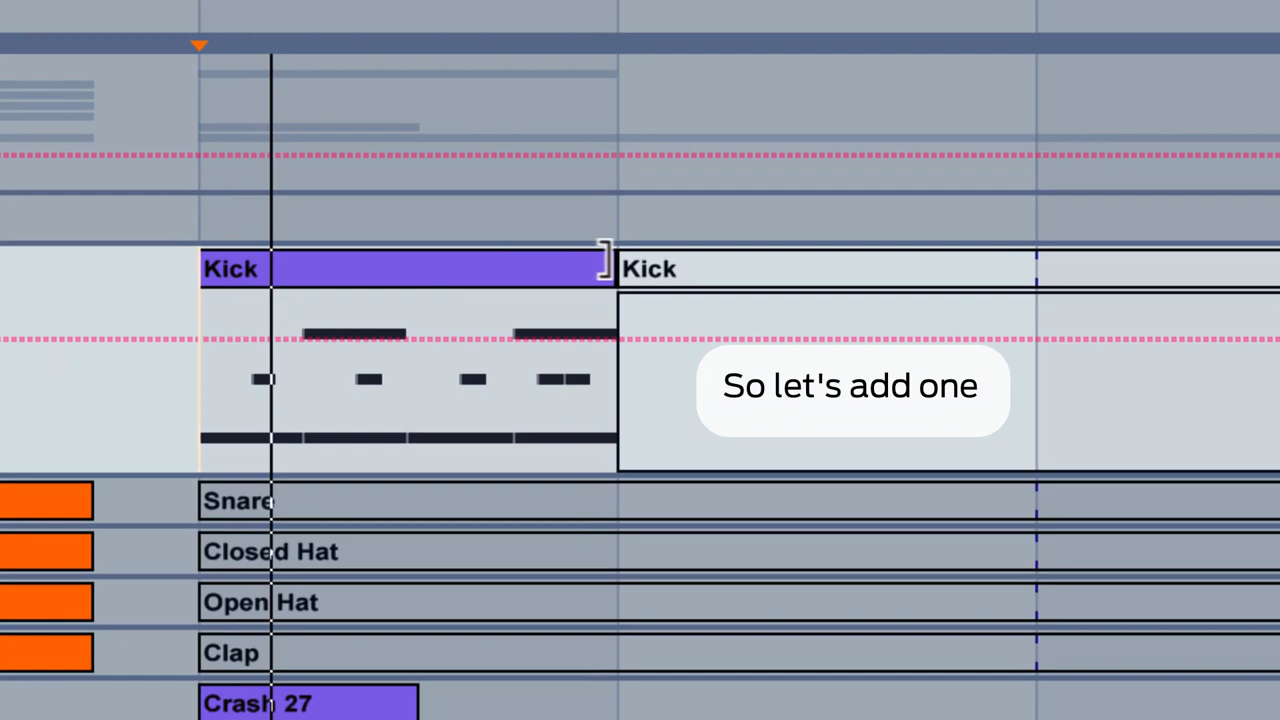 Kick
Kick
So let's add one
Snare
Closed Hat
Open Hat
Clap
Crash 27